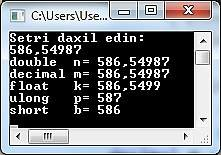 C:\Users\Use...
Setri daxil edin:
586,54987
double  n= 586,54987
decimal m= 586,54987
float   k= 586,5499
ulong   p= 587
short   b= 586